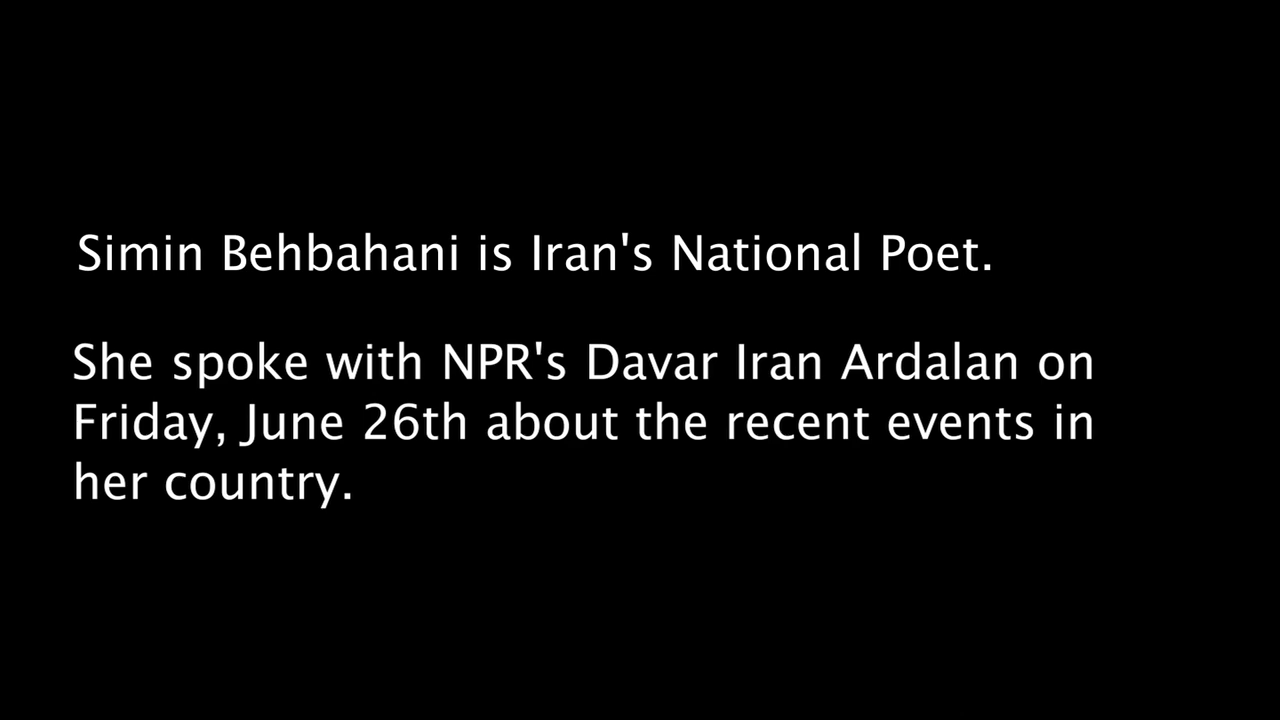 Simin Behbahani is Iran's National Poet.
She spoke with NPR's Davar Iran Ardalan on
Friday, June 26th about the recent events in
her country.